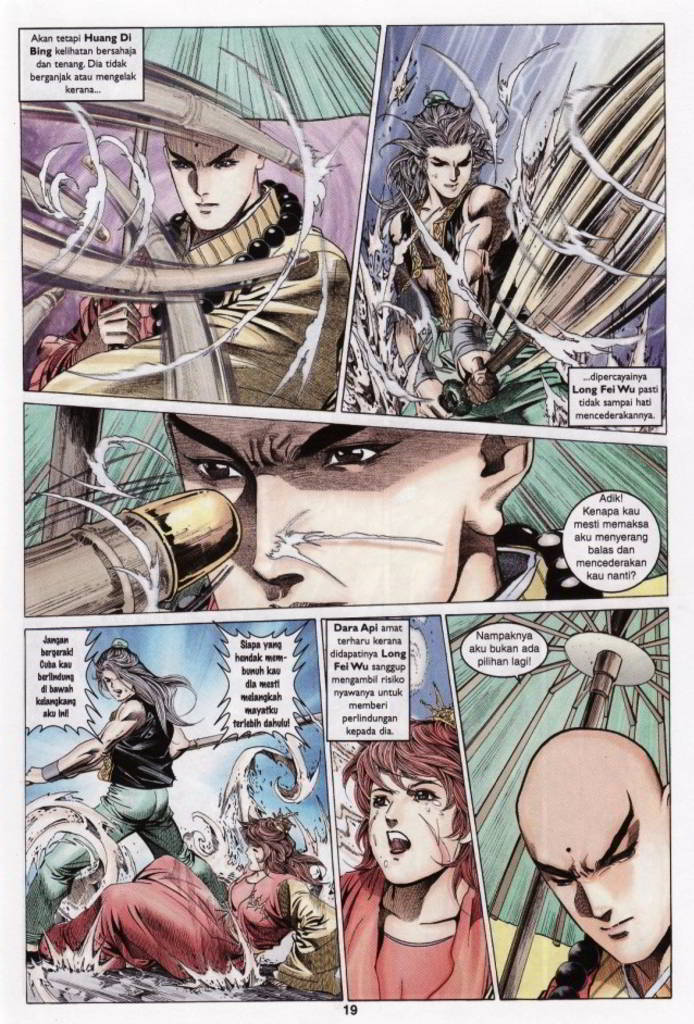 Akan tetapi Huang Di
Bing kelihatan bersahaja
dan tenang. Dia tidak
berganjak atau mengelak
kerana...
...dipercayainya
Long Fei Wu pasti
tidak sampai hati
mencederakannya.
Adik!
Kenapa kau
mesti memaksa
aku menyerang
balas dan
mencederakan
kau nanti?
Jangan
bergerak!
Cuba kau
berlindung
di bawah
kelangkang
aku ini!
Siapa yang
hendak mem-
bunuh kau
dia mesti
melangkah
mayatku
terlebih dahulu!
Dara Api amat
terharu kerana
didapatinya Long
Fei Wu sanggup
mengambil risiko
nyawanya untuk
memberi
perlindungan
kepada dia.
Nampaknya
aku bukan ada
pilihan lagi!
19